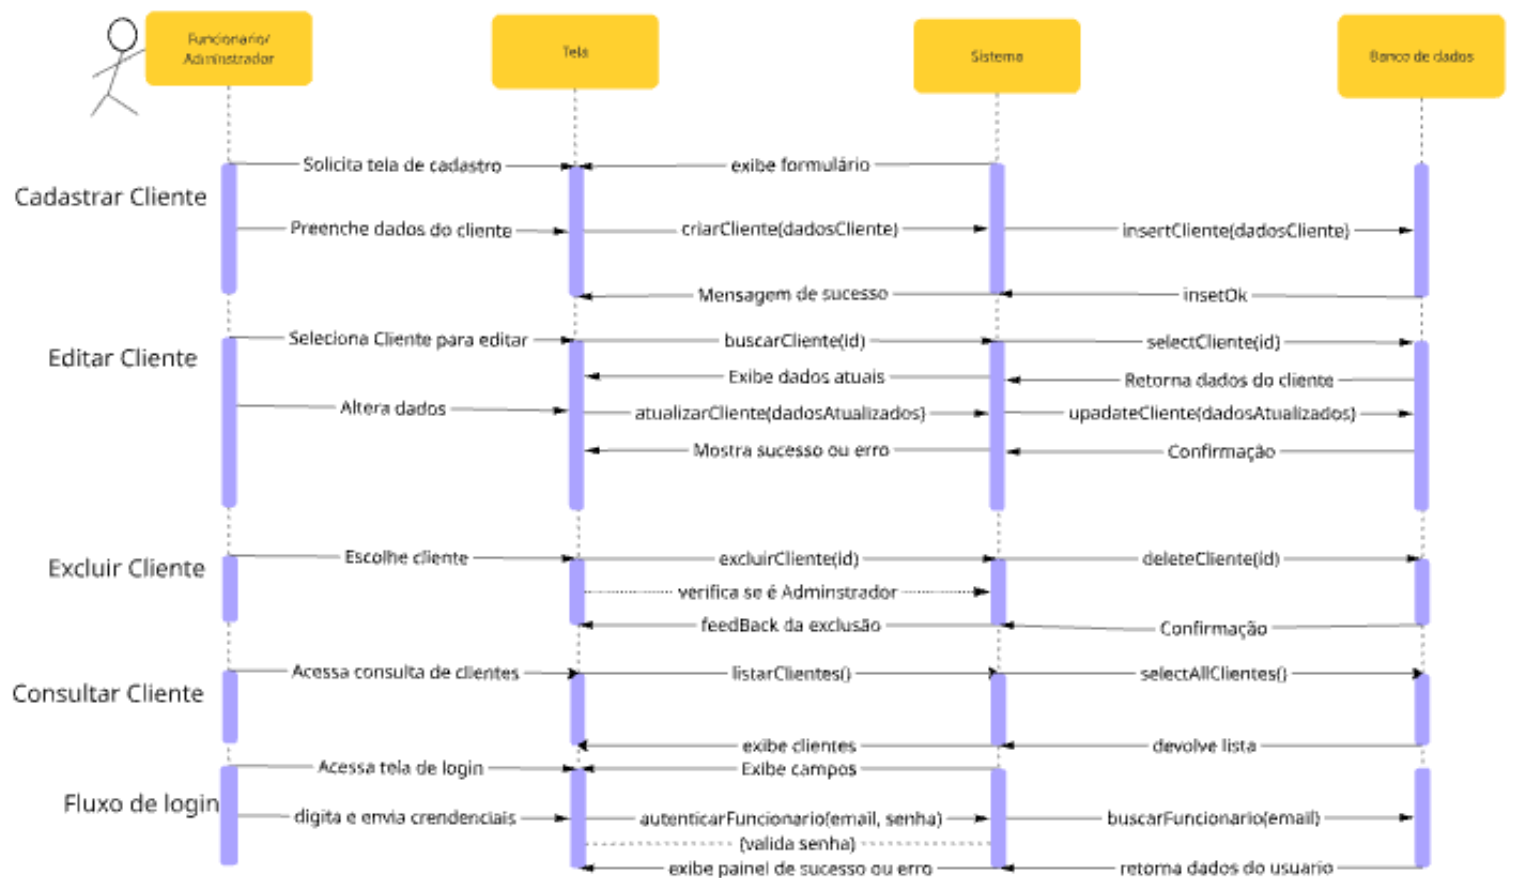 Funcionario/
Adminstrador
Tela
Sistema
Banco de dados
Solicita tela de cadastro
exibe formulário
Cadastrar Cliente
Preenche dados do cliente
criarCliente(dadosCliente)
insertCliente(dadosCliente)
Mensagem de sucesso
insetOk
Seleciona Cliente para editar
buscarCliente(id)
selectCliente(id)
Editar Cliente
Exibe dados atuais
Retorna dados do cliente
Altera dados
atualizarCliente(dadosAtualizados)
upadateCliente(dadosAtualizados)
Mostra sucesso ou erro
Confirmação
Escolhe cliente
excluirCliente(id)
deleteCliente(id)
Excluir Cliente
verifica se é Adminstrador
feedBack da exclusão
Confirmação
Acessa consulta de clientes
listarClientes()
selectAllClientes()
Consultar Cliente
exibe clientes
devolve lista
Acessa tela de login
Exibe campos
Fluxo de login
digita e envia crendenciais
autenticarFuncionario(email, senha)
buscarFuncionario(email)
(valida senha)
exibe painel de sucesso ou erro
retorna dados do usuario